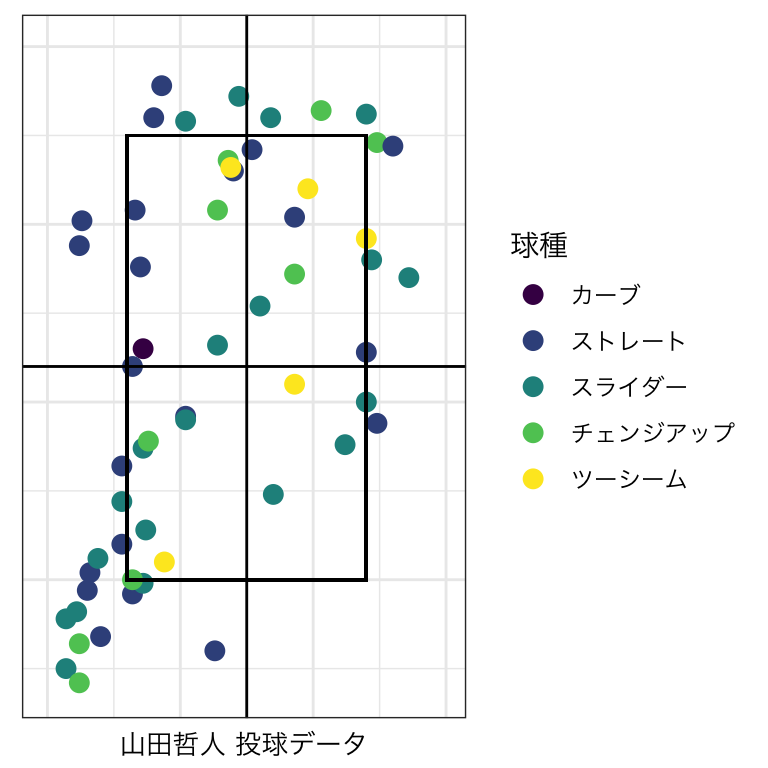 球種
カーブ
ストレート
スライダー
チェンジアップ
ツーシーム
山田哲人 投球データ